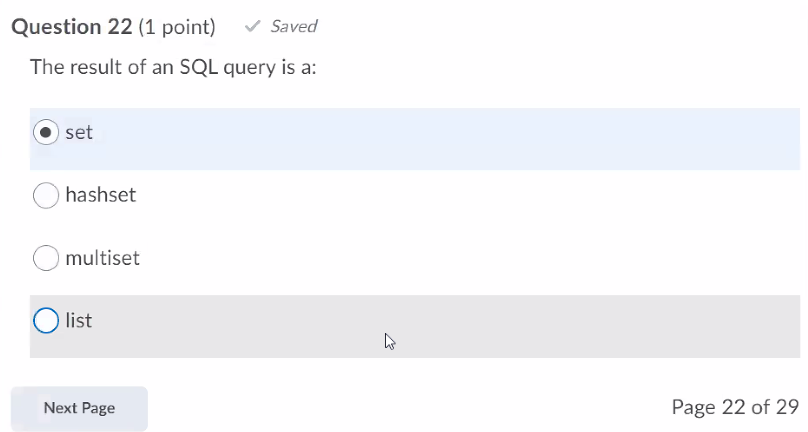 Question 22 (1 point) Saved
The result of an SQL query is a:
set
hashset
multiset
list
Next Page Page 22 of 29